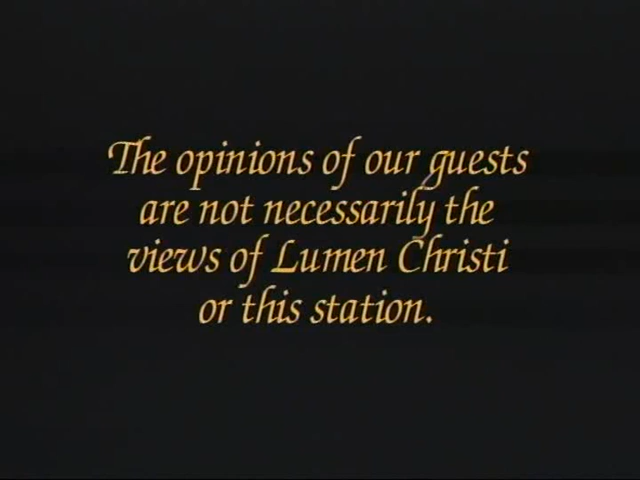 The opinions of our guests
are not necessarily the
views of Lumen Christi
or this station.